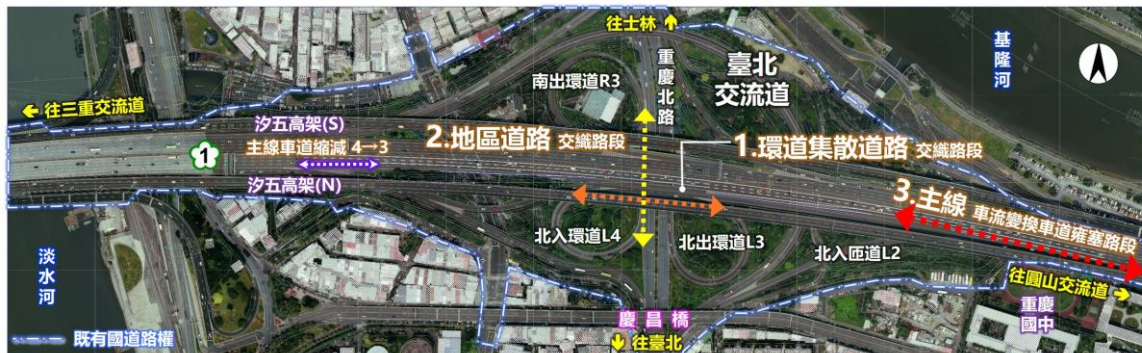 往士林
基隆河
重慶北路
臺北
交流道
南出環道R3
往三重交流道
汐五高架(S)
主線車道縮減 4→3
1
汐五高架(N)
2.地區道路 交織路段
1.環道集散道路 交織路段
3.主線 車流變換車道雍塞路段
北入環道L4
北出環道L3
北入匝道L2
淡水河
往圓山交流道
重慶
國中
慶昌橋
往臺北
既有國道路權